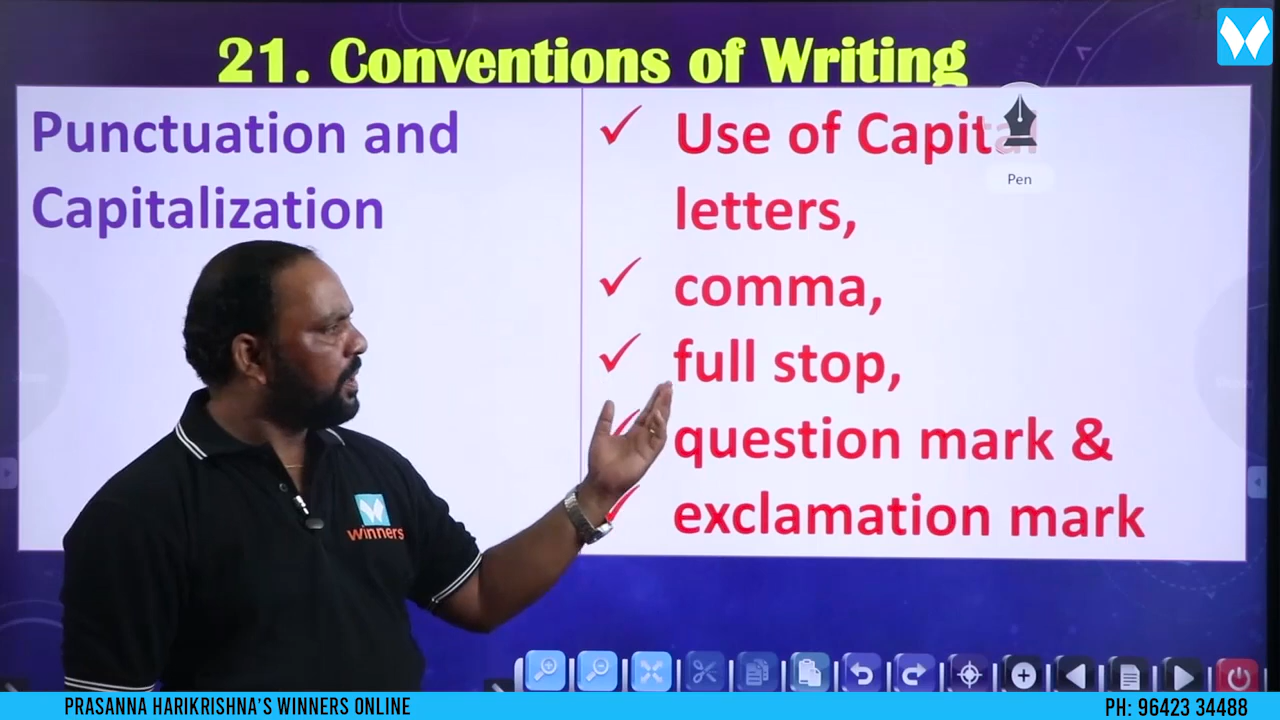 21. Conventions of Writing
Punctuation and
Capitalization
Use of Capital
letters,
comma,
full stop,
question mark &
exclamation mark
Pen
winners
PRASANNA HARIKRISHNA'S WINNERS ONLINE
PH: 96423 34488